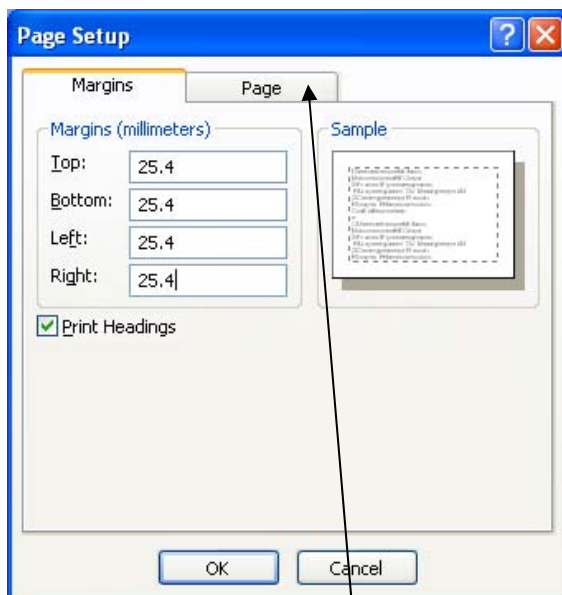 Page Setup
Margins
Page
Margins (millimeters)
Sample
Top: 25.4
Bottom: 25.4
Left: 25.4
Right: 25.4
Print Headings
OK
Cancel